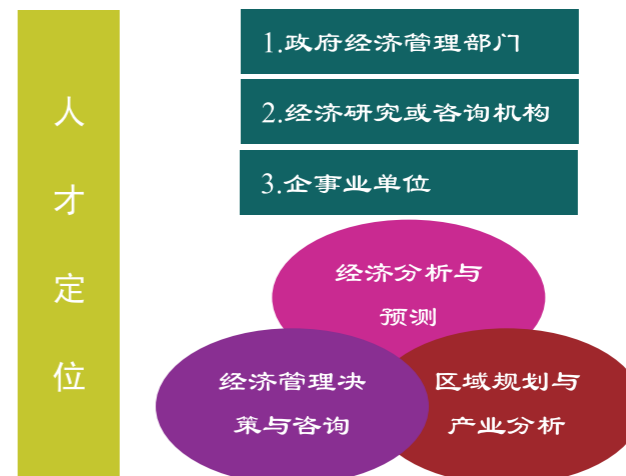 人才定位
1.政府经济管理部门
2.经济研究或咨询机构
3.企事业单位
经济分析与
预测
经济管理决
策与咨询
区域规划与
产业分析